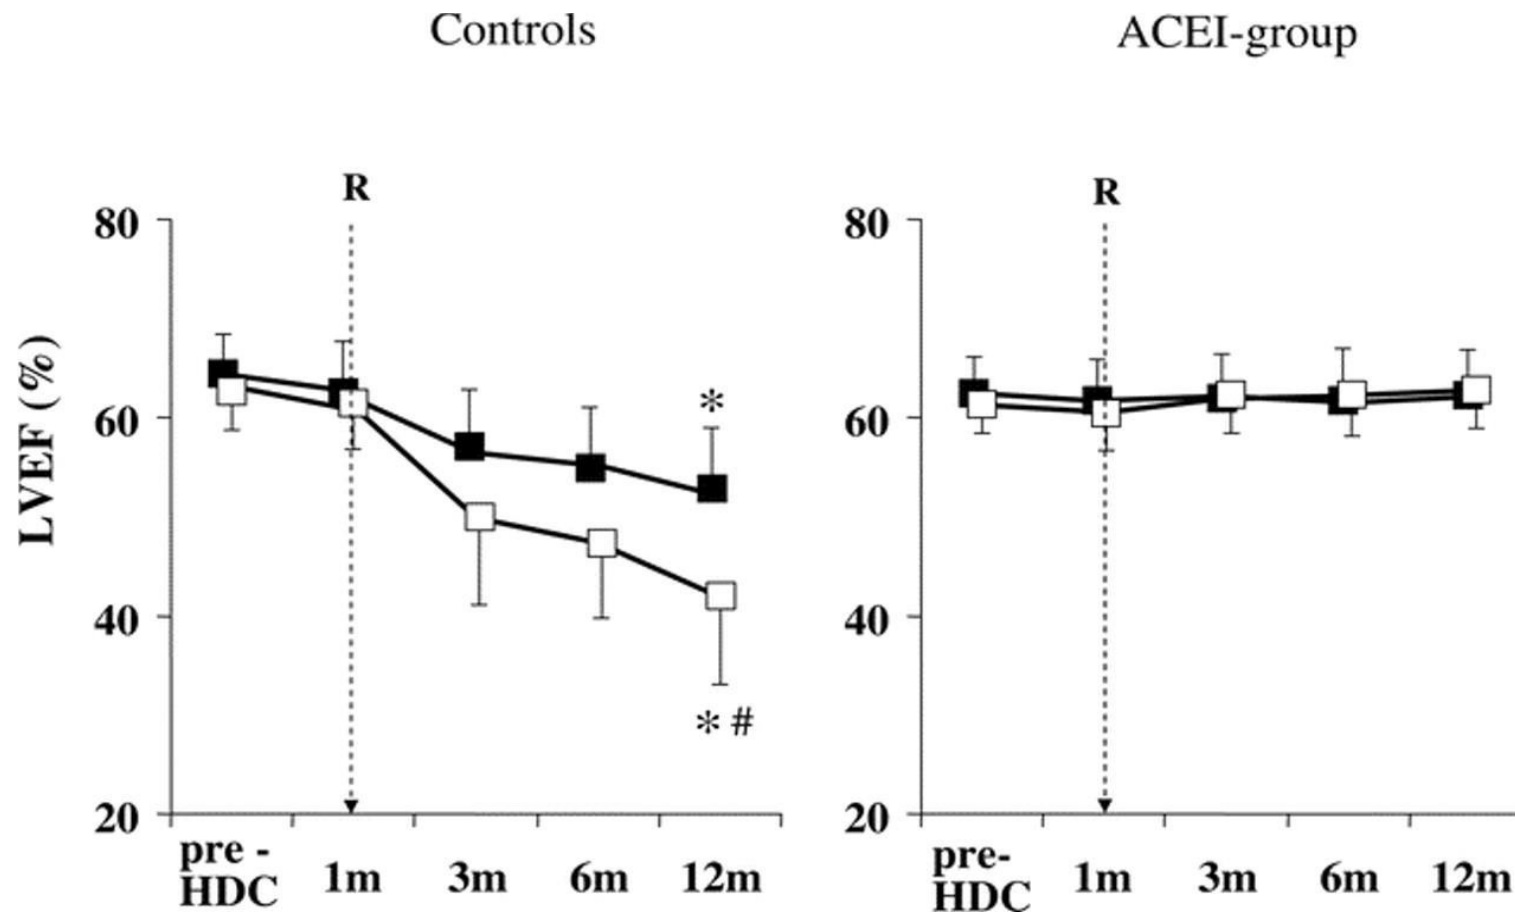 Controls
ACEI-group
R
R
LVEF (%)
80
60
40
20
*
* #
pre -
HDC
1m
3m
6m
12m
80
60
40
20
pre-
HDC
1m
3m
6m
12m